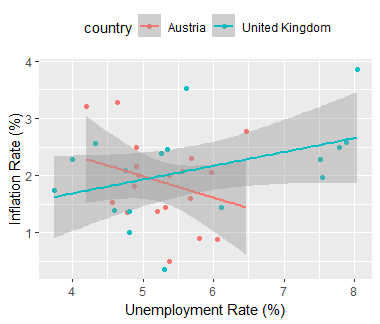 country Austria United Kingdom
Inflation Rate (%)
4
3
2
1
4 5 6 7 8
Unemployment Rate (%)